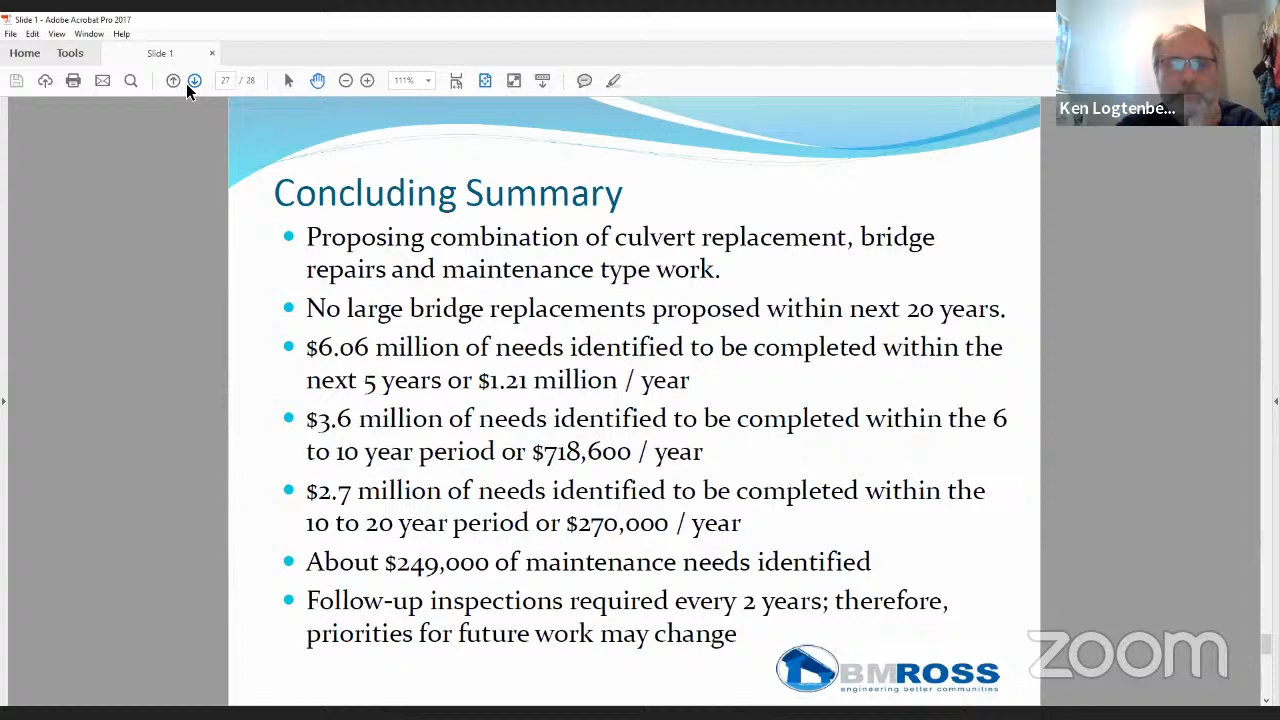 Slide 1 - Adobe Acrobat Pro 2017
File Edit View Window Help
Home Tools Slide 1 ×
27 / 28 111%
Ken Logtenbe...
Concluding Summary
• Proposing combination of culvert replacement, bridge
repairs and maintenance type work.
• No large bridge replacements proposed within next 20 years.
• $6.06 million of needs identified to be completed within the
next 5 years or $1.21 million / year
• $3.6 million of needs identified to be completed within the 6
to 10 year period or $718,600 / year
• $2.7 million of needs identified to be completed within the
10 to 20 year period or $270,000 / year
• About $249,000 of maintenance needs identified
• Follow-up inspections required every 2 years; therefore,
priorities for future work may change
BMROSS
engineering better communities
zoom